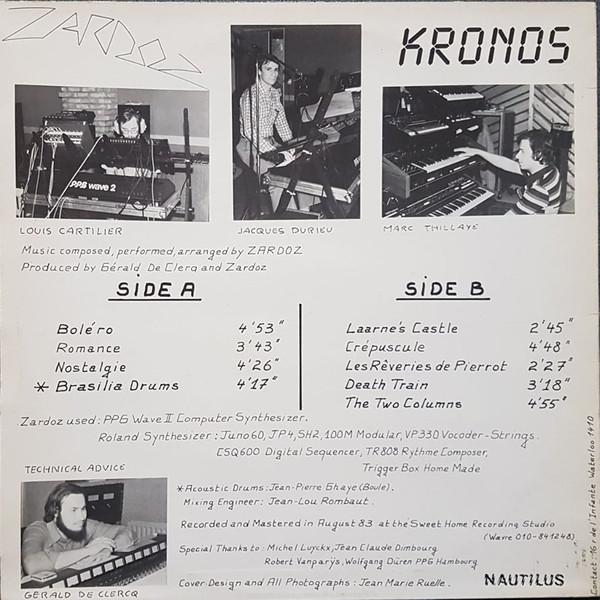 ZARDOZ
KRONOS
PPG wave 2
LOUIS CARTILIER
JACQUES DURIEU
MARC THILLAYE
Music composed, performed, arranged by ZARDOZ
Produced by Gérald De Clerq and Zardoz
SIDE A
Boléro 4'53"
Romance 3'43"
Nostalgie 4'26"
* Brasilia Drums 4'17"
SIDE B
Laarne's Castle 2'45"
Crépuscule 4'48"
Les Rêveries de Pierrot 2'27"
Death Train 3'18"
The Two Columns 4'55"
Zardoz used: PPG Wave II Computer Synthesizer.
Roland Synthesizer: Juno 60, JP4, SH2, 100M Modular, VP330 Vocoder-Strings.
CSQ600 Digital Sequencer, TR808 Rythme Composer,
Trigger Box Home Made
TECHNICAL ADVICE
GERALD DE CLERCQ
*Acoustic Drums: Jean-Pierre Ghaye (Boule).
Mixing Engineer: Jean-Lou Rombaut.
Recorded and Mastered in August 83 at the Sweet Home Recording Studio
(Wavre 010-841248)
Special Thanks to: Michel Luyckx, Jean Claude Dimbourg
Robert Vanparijs, Wolfgang Düren PPG Hambourg
Cover Design and All Photographs: Jean Marie Ruelle.
NAUTILUS
Contact: 16r de l'Infante Waterloo 1410